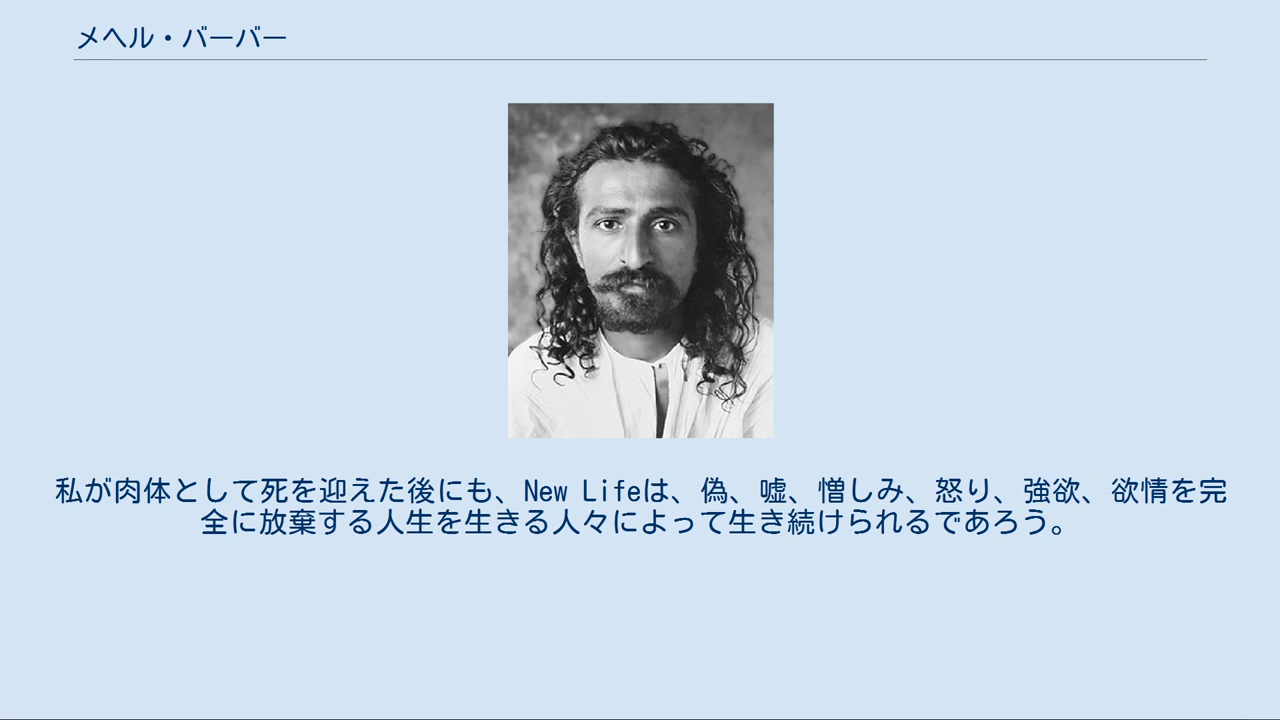 メヘル・バーバー
私が肉体として死を迎えた後にも、New Lifeは、偽、嘘、憎しみ、怒り、強欲、欲情を完
全に放棄する人生を生きる人々によって生き続けられるであろう。